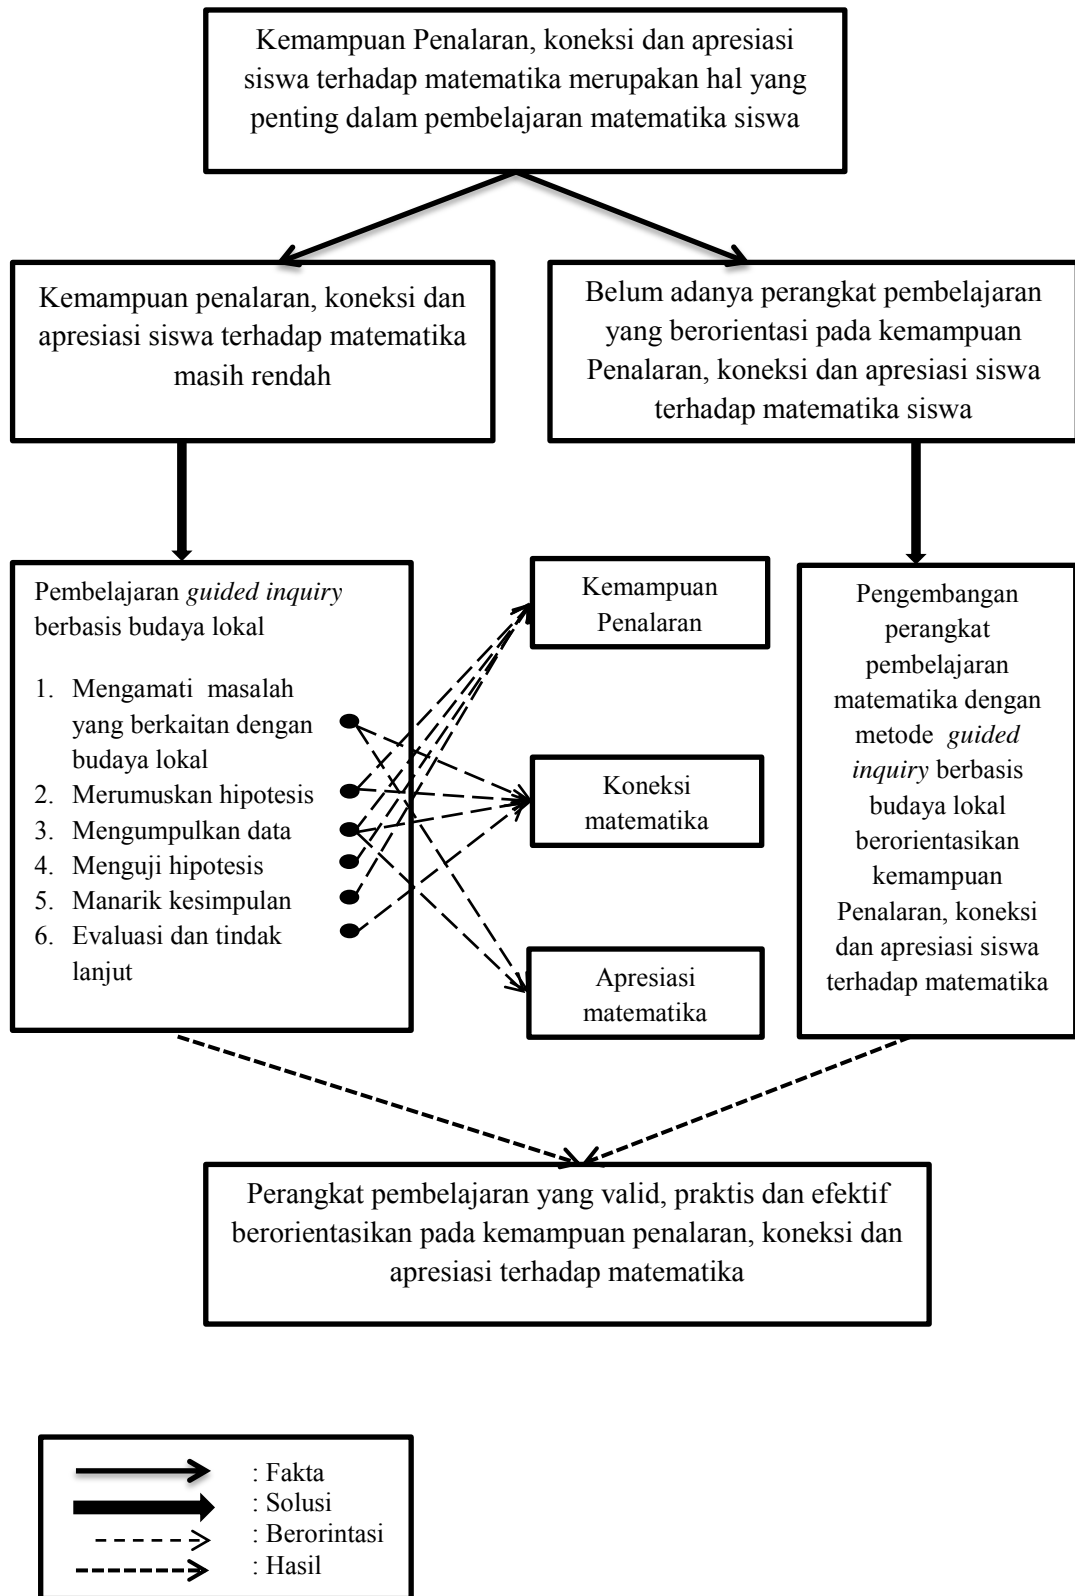 Kemampuan Penalaran, koneksi dan apresiasi
siswa terhadap matematika merupakan hal yang
penting dalam pembelajaran matematika siswa
Kemampuan penalaran, koneksi dan
apresiasi siswa terhadap matematika
masih rendah
Belum adanya perangkat pembelajaran
yang berorientasi pada kemampuan
Penalaran, koneksi dan apresiasi siswa
terhadap matematika siswa
Pembelajaran guided inquiry
berbasis budaya lokal
1. Mengamati masalah
yang berkaitan dengan
budaya lokal
2. Merumuskan hipotesis
3. Mengumpulkan data
4. Menguji hipotesis
5. Manarik kesimpulan
6. Evaluasi dan tindak
lanjut
Kemampuan
Penalaran
Koneksi
matematika
Apresiasi
matematika
Pengembangan
perangkat
pembelajaran
matematika dengan
metode guided
inquiry berbasis
budaya lokal
berorientasikan
kemampuan
Penalaran, koneksi
dan apresiasi siswa
terhadap matematika
Perangkat pembelajaran yang valid, praktis dan efektif
berorientasikan pada kemampuan penalaran, koneksi dan
apresiasi terhadap matematika
: Fakta
: Solusi
: Berorintasi
: Hasil